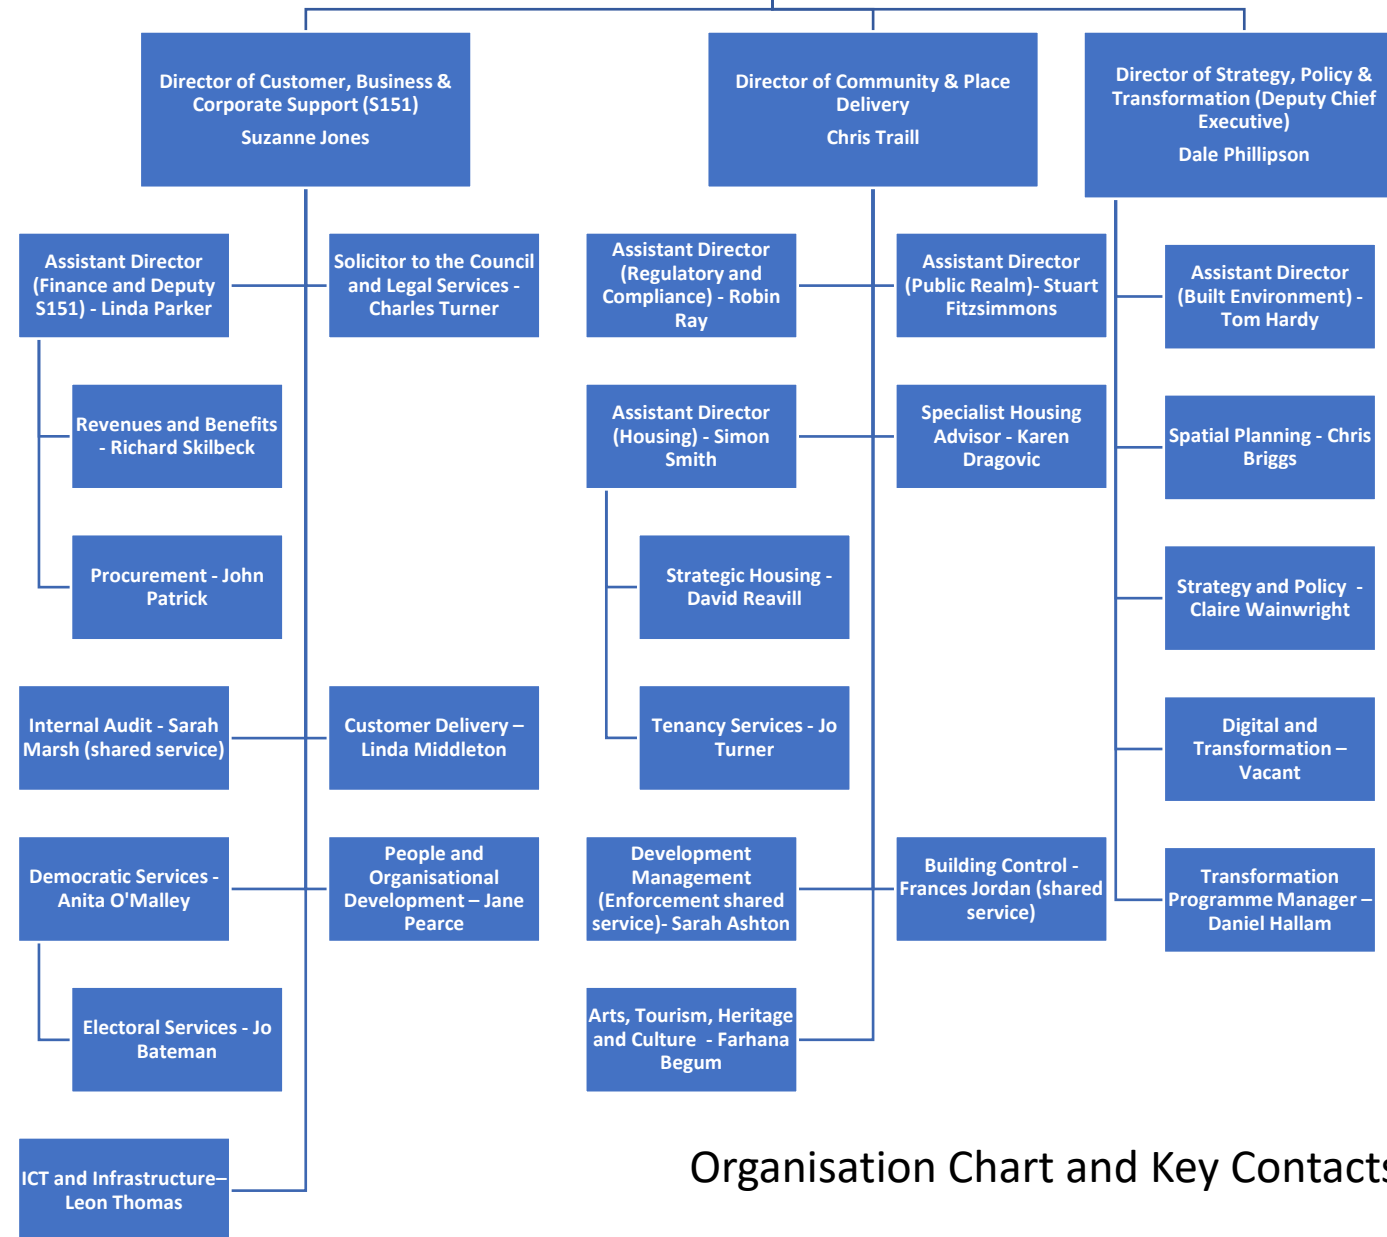 Director of Customer, Business &
Corporate Support (S151)
Suzanne Jones
Director of Community & Place
Delivery
Chris Traill
Director of Strategy, Policy &
Transformation (Deputy Chief
Executive)
Dale Phillipson
Assistant Director
(Finance and Deputy
S151) - Linda Parker
Solicitor to the Council
and Legal Services -
Charles Turner
Assistant Director
(Regulatory and
Compliance) - Robin
Ray
Assistant Director
(Public Realm)- Stuart
Fitzsimmons
Assistant Director
(Built Environment) -
Tom Hardy
Revenues and Benefits
- Richard Skilbeck
Assistant Director
(Housing) - Simon
Smith
Specialist Housing
Advisor - Karen
Dragovic
Spatial Planning - Chris
Briggs
Procurement - John
Patrick
Strategic Housing -
David Reavill
Strategy and Policy  -
Claire Wainwright
Internal Audit - Sarah
Marsh (shared service)
Customer Delivery –
Linda Middleton
Tenancy Services - Jo
Turner
Digital and
Transformation –
Vacant
Democratic Services -
Anita O'Malley
People and
Organisational
Development – Jane
Pearce
Development
Management
(Enforcement shared
service)- Sarah Ashton
Building Control -
Frances Jordan (shared
service)
Transformation
Programme Manager –
Daniel Hallam
Electoral Services - Jo
Bateman
Arts, Tourism, Heritage
and Culture  - Farhana
Begum
ICT and Infrastructure–
Leon Thomas
Organisation Chart and Key Contacts